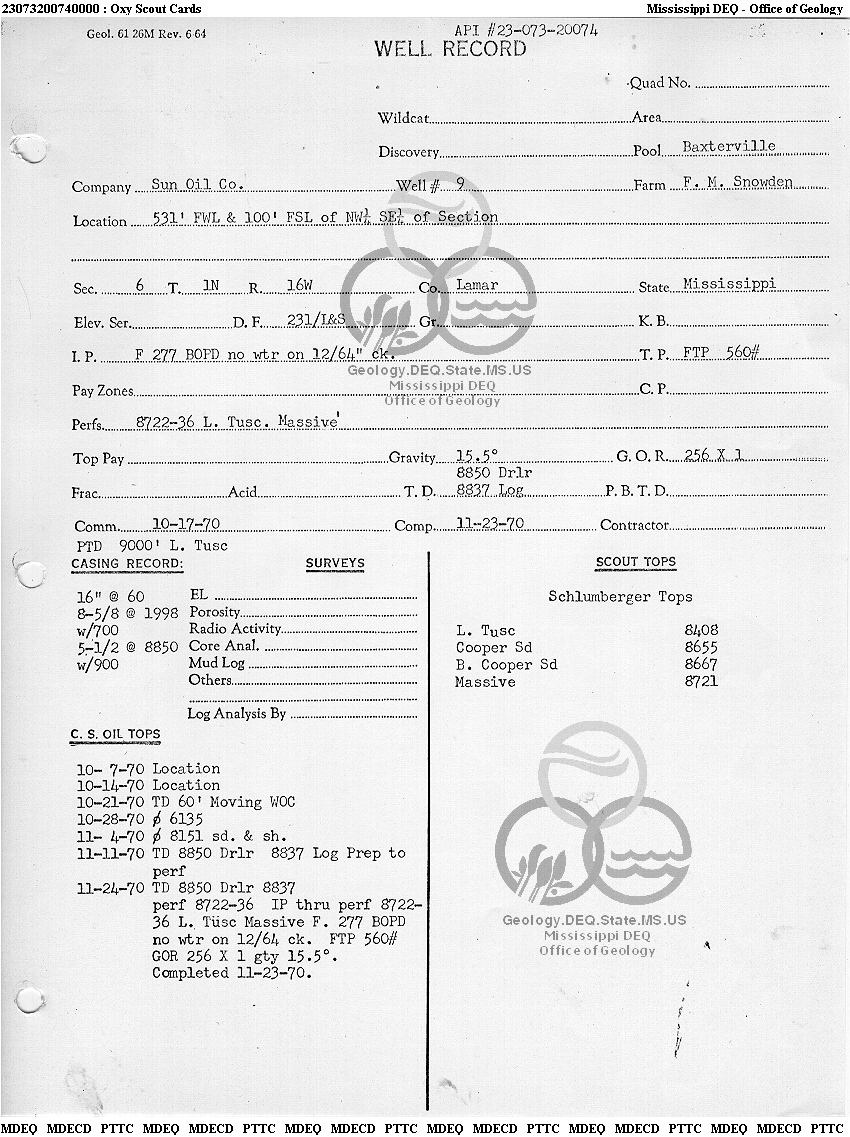 23073200740000 : Oxy Scout Cards Mississippi DEQ - Office of Geology
Geol. 61 26M Rev. 6-64 API #23-073-20074
WELL RECORD
Quad No.
Wildcat Area
Discovery Pool Baxterville
Company Sun Oil Co. Well # 9 Farm F. M. Snowden
Location 531' FWL & 100' FSL of NW¼ SE¼ of Section
Sec. 6 T. 1N R. 16W Co. Lamar State Mississippi
Elev. Ser. D. F. 231/L&S Gr. K. B.
I. P. F 277 BOPD no wtr on 12/64" ck. T. P. FTP 560#
Geology.DEQ.State.MS.US
Mississippi DEQ
Office of Geology
Pay Zones C. P.
Perfs. 8722-36 L. Tusc. Massive
Top Pay Gravity 15.5° G. O. R. 256 X 1
8850 Drlr
Frac. Acid T. D. 8837 Log P. B. T. D.
Comm. 10-17-70 Comp. 11-23-70 Contractor
PTD 9000' L. Tusc
CASING RECORD: SURVEYS
16" @ 60 EL
8-5/8 @ 1998 Porosity
w/700 Radio Activity
5-1/2 @ 8850 Core Anal.
w/900 Mud Log
Others
Log Analysis By
SCOUT TOPS
Schlumberger Tops
L. Tusc 8408
Cooper Sd 8655
B. Cooper Sd 8667
Massive 8721
C. S. OIL TOPS
10- 7-70 Location
10-14-70 Location
10-21-70 TD 60' Moving WOC
10-28-70 ∅ 6135
11- 4-70 ∅ 8151 sd. & sh.
11-11-70 TD 8850 Drlr 8837 Log Prep to
perf
11-24-70 TD 8850 Drlr 8837
perf 8722-36 IP thru perf 8722-
36 L. Tusc Massive F. 277 BOPD
no wtr on 12/64 ck. FTP 560#
GOR 256 X 1 gty 15.5°.
Completed 11-23-70.
Geology.DEQ.State.MS.US
Mississippi DEQ
Office of Geology
MDEQ MDECD PTTC MDEQ MDECD PTTC MDEQ MDECD PTTC MDEQ MDECD PTTC MDEQ MDECD PTTC MDEQ MDECD PTTC